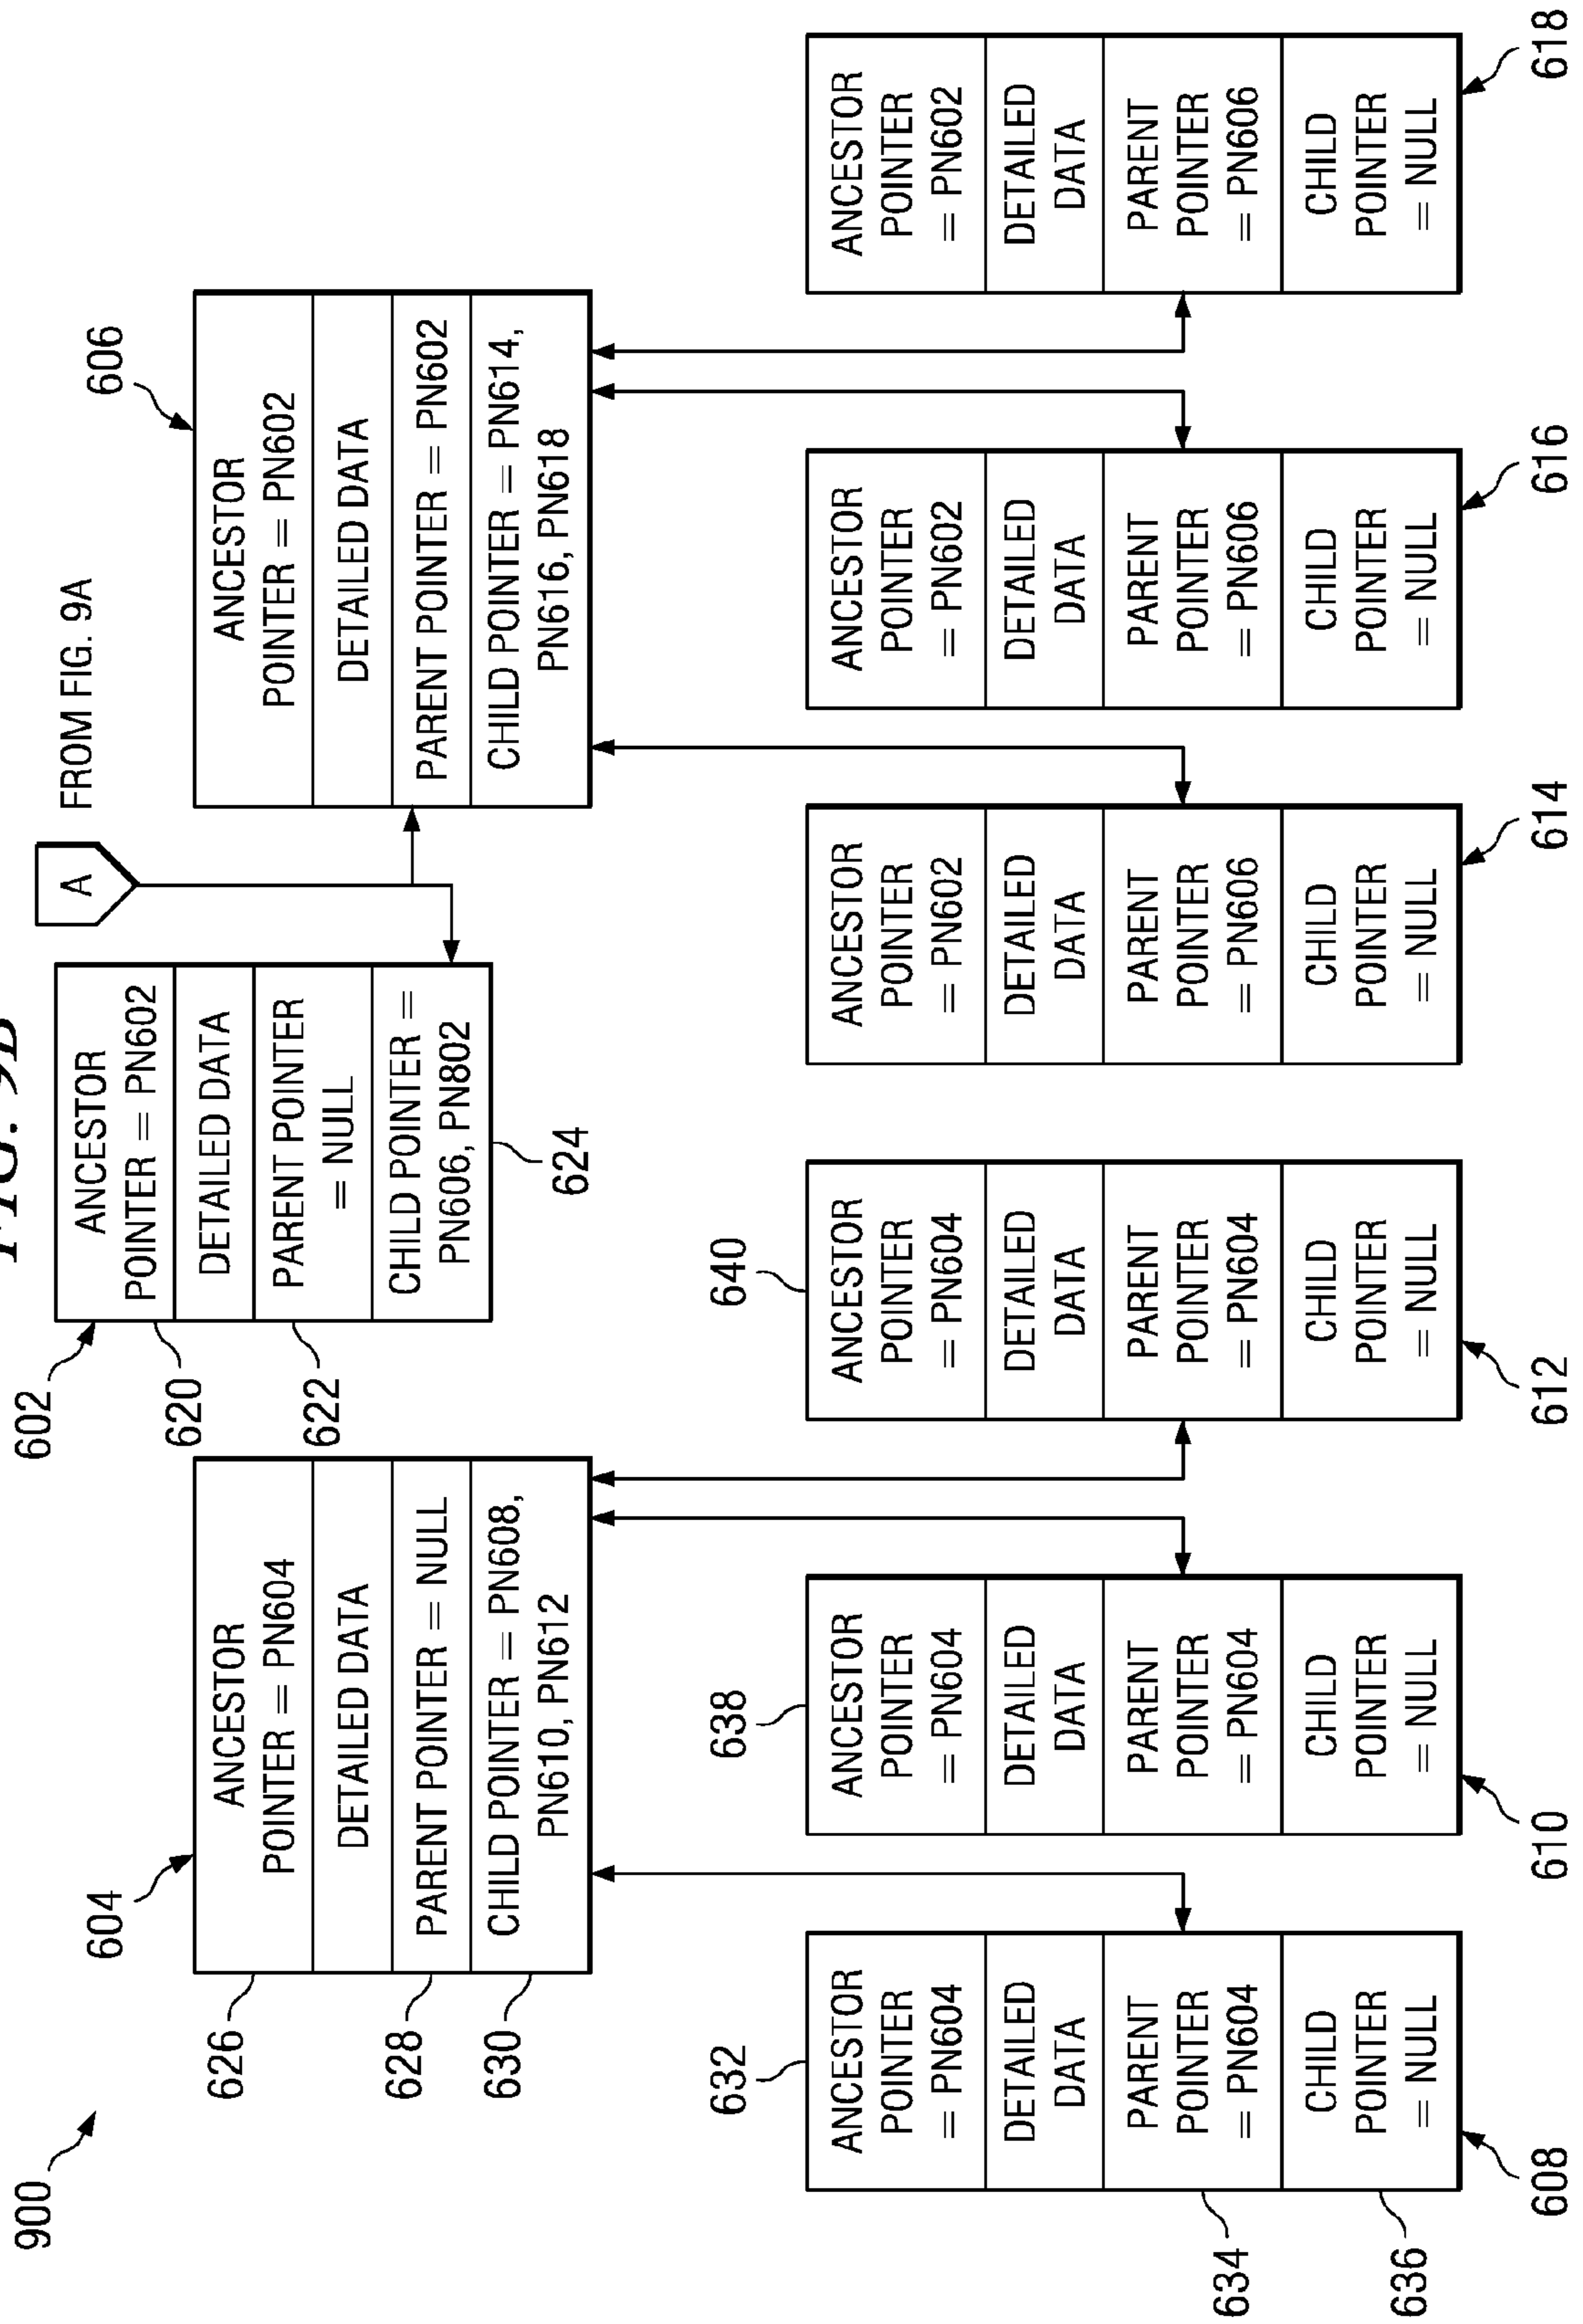 FIG. 9B
900
A
FROM FIG. 9A
602
ANCESTOR
POINTER = PN602
DETAILED DATA
PARENT POINTER
= NULL
CHILD POINTER =
PN606, PN802
620
622
624
604
ANCESTOR
POINTER = PN604
DETAILED DATA
PARENT POINTER = NULL
CHILD POINTER = PN608,
PN610, PN612
626
628
630
606
ANCESTOR
POINTER = PN602
DETAILED DATA
PARENT POINTER = PN602
CHILD POINTER = PN614,
PN616, PN618
632
ANCESTOR
POINTER
= PN604
DETAILED
DATA
PARENT
POINTER
= PN604
CHILD
POINTER
= NULL
634
636
608
638
ANCESTOR
POINTER
= PN604
DETAILED
DATA
PARENT
POINTER
= PN604
CHILD
POINTER
= NULL
610
640
ANCESTOR
POINTER
= PN604
DETAILED
DATA
PARENT
POINTER
= PN604
CHILD
POINTER
= NULL
612
ANCESTOR
POINTER
= PN602
DETAILED
DATA
PARENT
POINTER
= PN606
CHILD
POINTER
= NULL
614
ANCESTOR
POINTER
= PN602
DETAILED
DATA
PARENT
POINTER
= PN606
CHILD
POINTER
= NULL
616
ANCESTOR
POINTER
= PN602
DETAILED
DATA
PARENT
POINTER
= PN606
CHILD
POINTER
= NULL
618